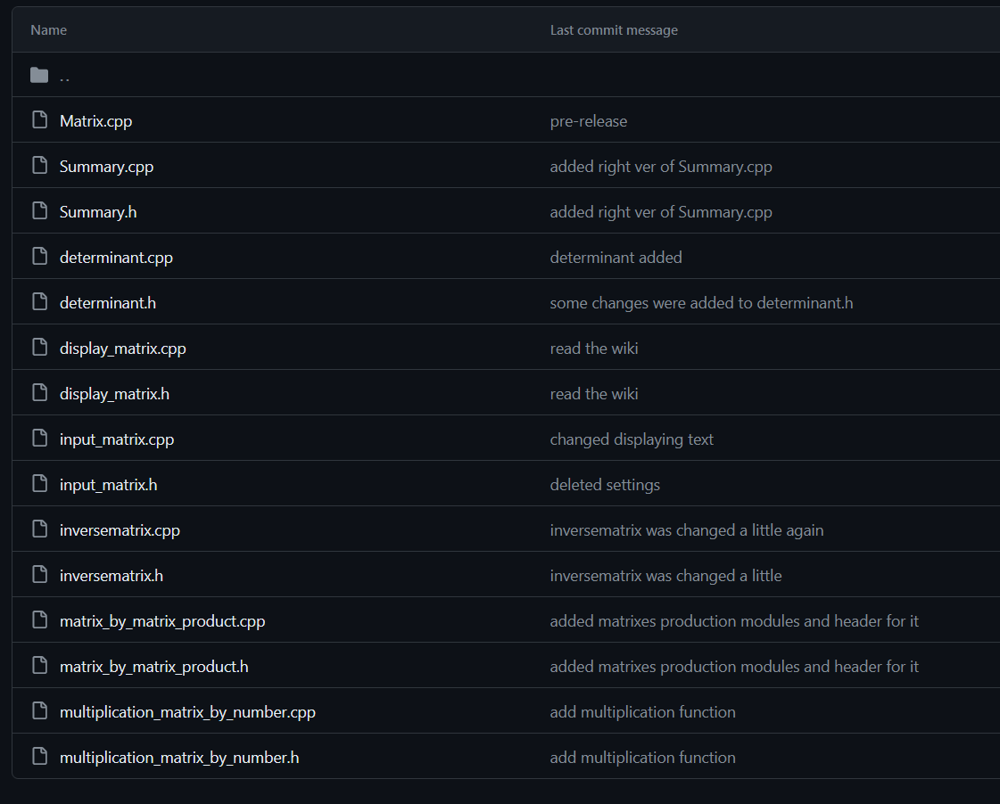 Name Last commit message
..
Matrix.cpp pre-release
Summary.cpp added right ver of Summary.cpp
Summary.h added right ver of Summary.cpp
determinant.cpp determinant added
determinant.h some changes were added to determinant.h
display_matrix.cpp read the wiki
display_matrix.h read the wiki
input_matrix.cpp changed displaying text
input_matrix.h deleted settings
inversematrix.cpp inversematrix was changed a little again
inversematrix.h inversematrix was changed a little
matrix_by_matrix_product.cpp added matrixes production modules and header for it
matrix_by_matrix_product.h added matrixes production modules and header for it
multiplication_matrix_by_number.cpp add multiplication function
multiplication_matrix_by_number.h add multiplication function